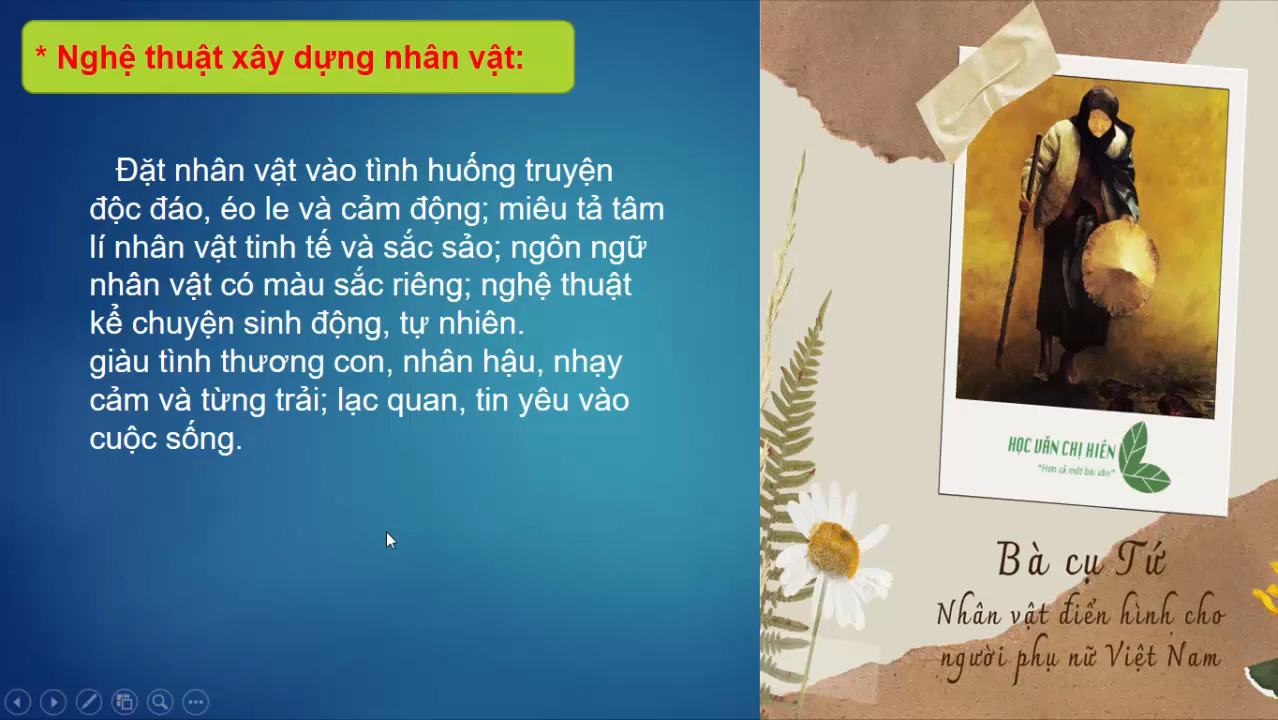 * Nghệ thuật xây dựng nhân vật:
Đặt nhân vật vào tình huống truyện
độc đáo, éo le và cảm động; miêu tả tâm
lí nhân vật tinh tế và sắc sảo; ngôn ngữ
nhân vật có màu sắc riêng; nghệ thuật
kể chuyện sinh động, tự nhiên.
giàu tình thương con, nhân hậu, nhạy
cảm và từng trải; lạc quan, tin yêu vào
cuộc sống.
HỌC VĂN CHỊ HIÊN
"Hơn cả một bài văn"
Bà cụ Tứ
Nhân vật điển hình cho
người phụ nữ Việt Nam